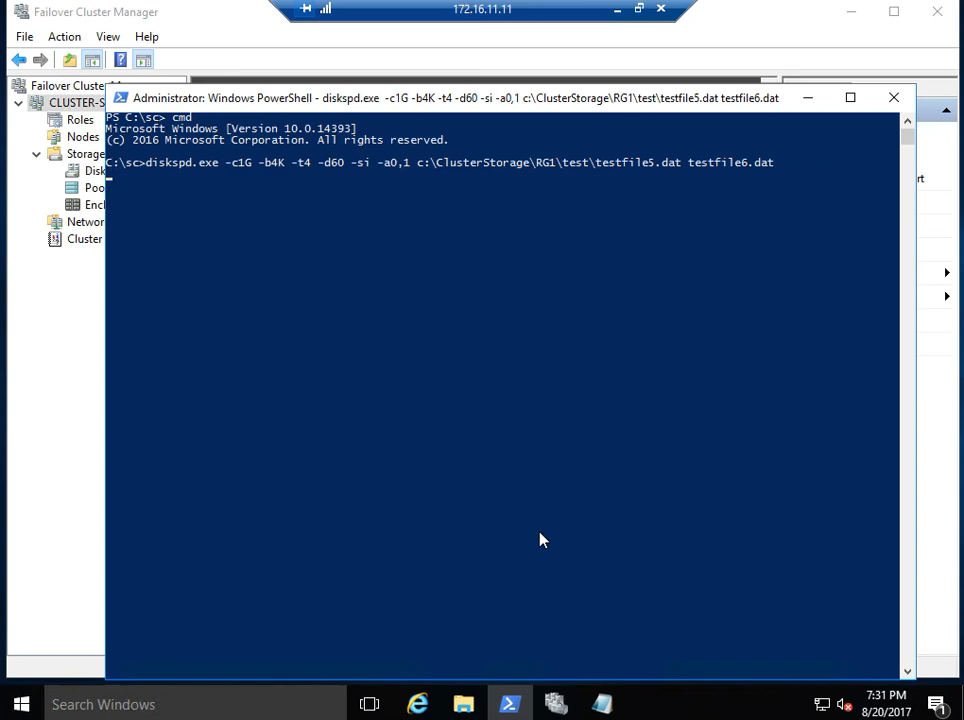 Failover Cluster Manager
172.16.11.11
File Action View Help
Failover Cluste
CLUSTER-S
Roles
Nodes
Storage
Disk
Poo
Encl
Networ
Cluster
Administrator: Windows PowerShell - diskspd.exe -c1G -b4K -t4 -d60 -si -a0,1 c:\ClusterStorage\RG1\test\testfile5.dat testfile6.dat
PS C:\sc> cmd
Microsoft Windows [Version 10.0.14393]
(c) 2016 Microsoft Corporation. All rights reserved.
C:\sc>diskspd.exe -c1G -b4K -t4 -d60 -si -a0,1 c:\ClusterStorage\RG1\test\testfile5.dat testfile6.dat
rt
Search Windows
7:31 PM
8/20/2017
1